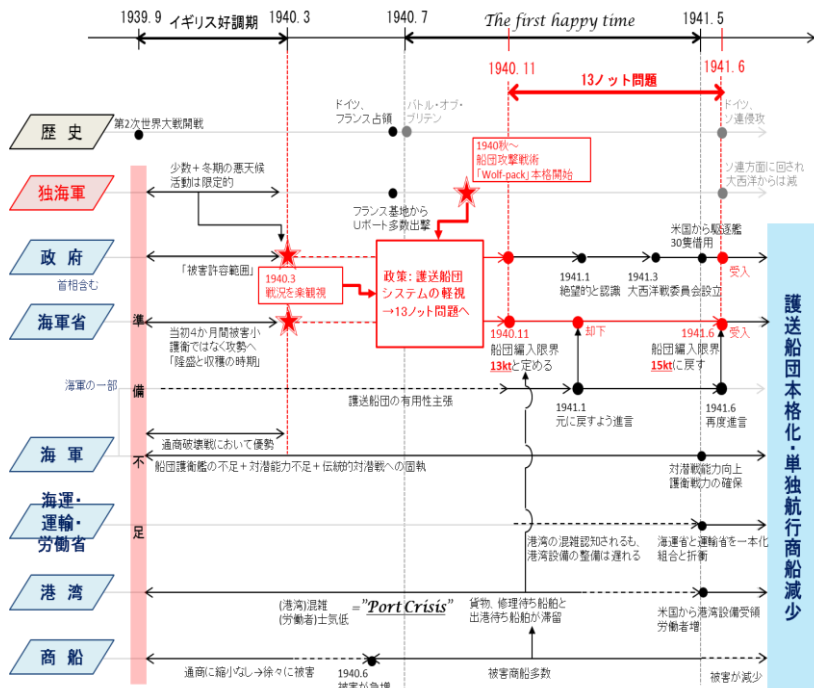 1939.9
イギリス好調期
1940.3
1940.7
The first happy time
1941.5
1940.11
13ノット問題
1941.6
歴史
第2次世界大戦開戦
ドイツ、
フランス占領
バトル・オブ・
ブリテン
ドイツ、
ソ連侵攻
1940秋～
船団攻撃戦術
「Wolf-pack」本格開始
独海軍
少数+冬期の悪天候
活動は限定的
フランス基地から
Uボート多数出撃
ソ連方面に回され
大西洋からは減
政府
首相含む
「被害許容範囲」
1940.3
戦況を楽観視
政策：護送船団
システムの軽視
→13ノット問題へ
1941.1
絶望的と認識
1941.3
大西洋戦委員会設立
米国から駆逐艦
30隻借用
受入
海軍省
当初4か月間被害小
護衛ではなく攻勢へ
「隆盛と収穫の時期」
1940.11
船団編入限界
13ktと定める
却下
1941.6
受入
船団編入限界
15ktに戻す
海軍の一部
護送船団の有用性主張
1941.1
元に戻すよう進言
1941.6
再度進言
海軍
通商破壊戦において優勢
船団護衛艦の不足+対潜能力不足+伝統的対潜戦への固執
対潜戦能力向上
護衛戦力の確保
海運・
運輸・
労働省
港湾の混雑認知されるも、
港湾設備の整備は遅れる
海運省と運輸省を一本化
組合と折衝
港湾
(港湾)混雑
(労働者)士気低
="Port Crisis"
貨物、修理待ち船舶と
出港待ち船舶が滞留
米国から港湾設備受領
労働者増
商船
通商に縮小なし→徐々に被害
1940.6
被害が急増
被害商船多数
被害が減少
準備不足
護送船団本格化・単独航行商船減少